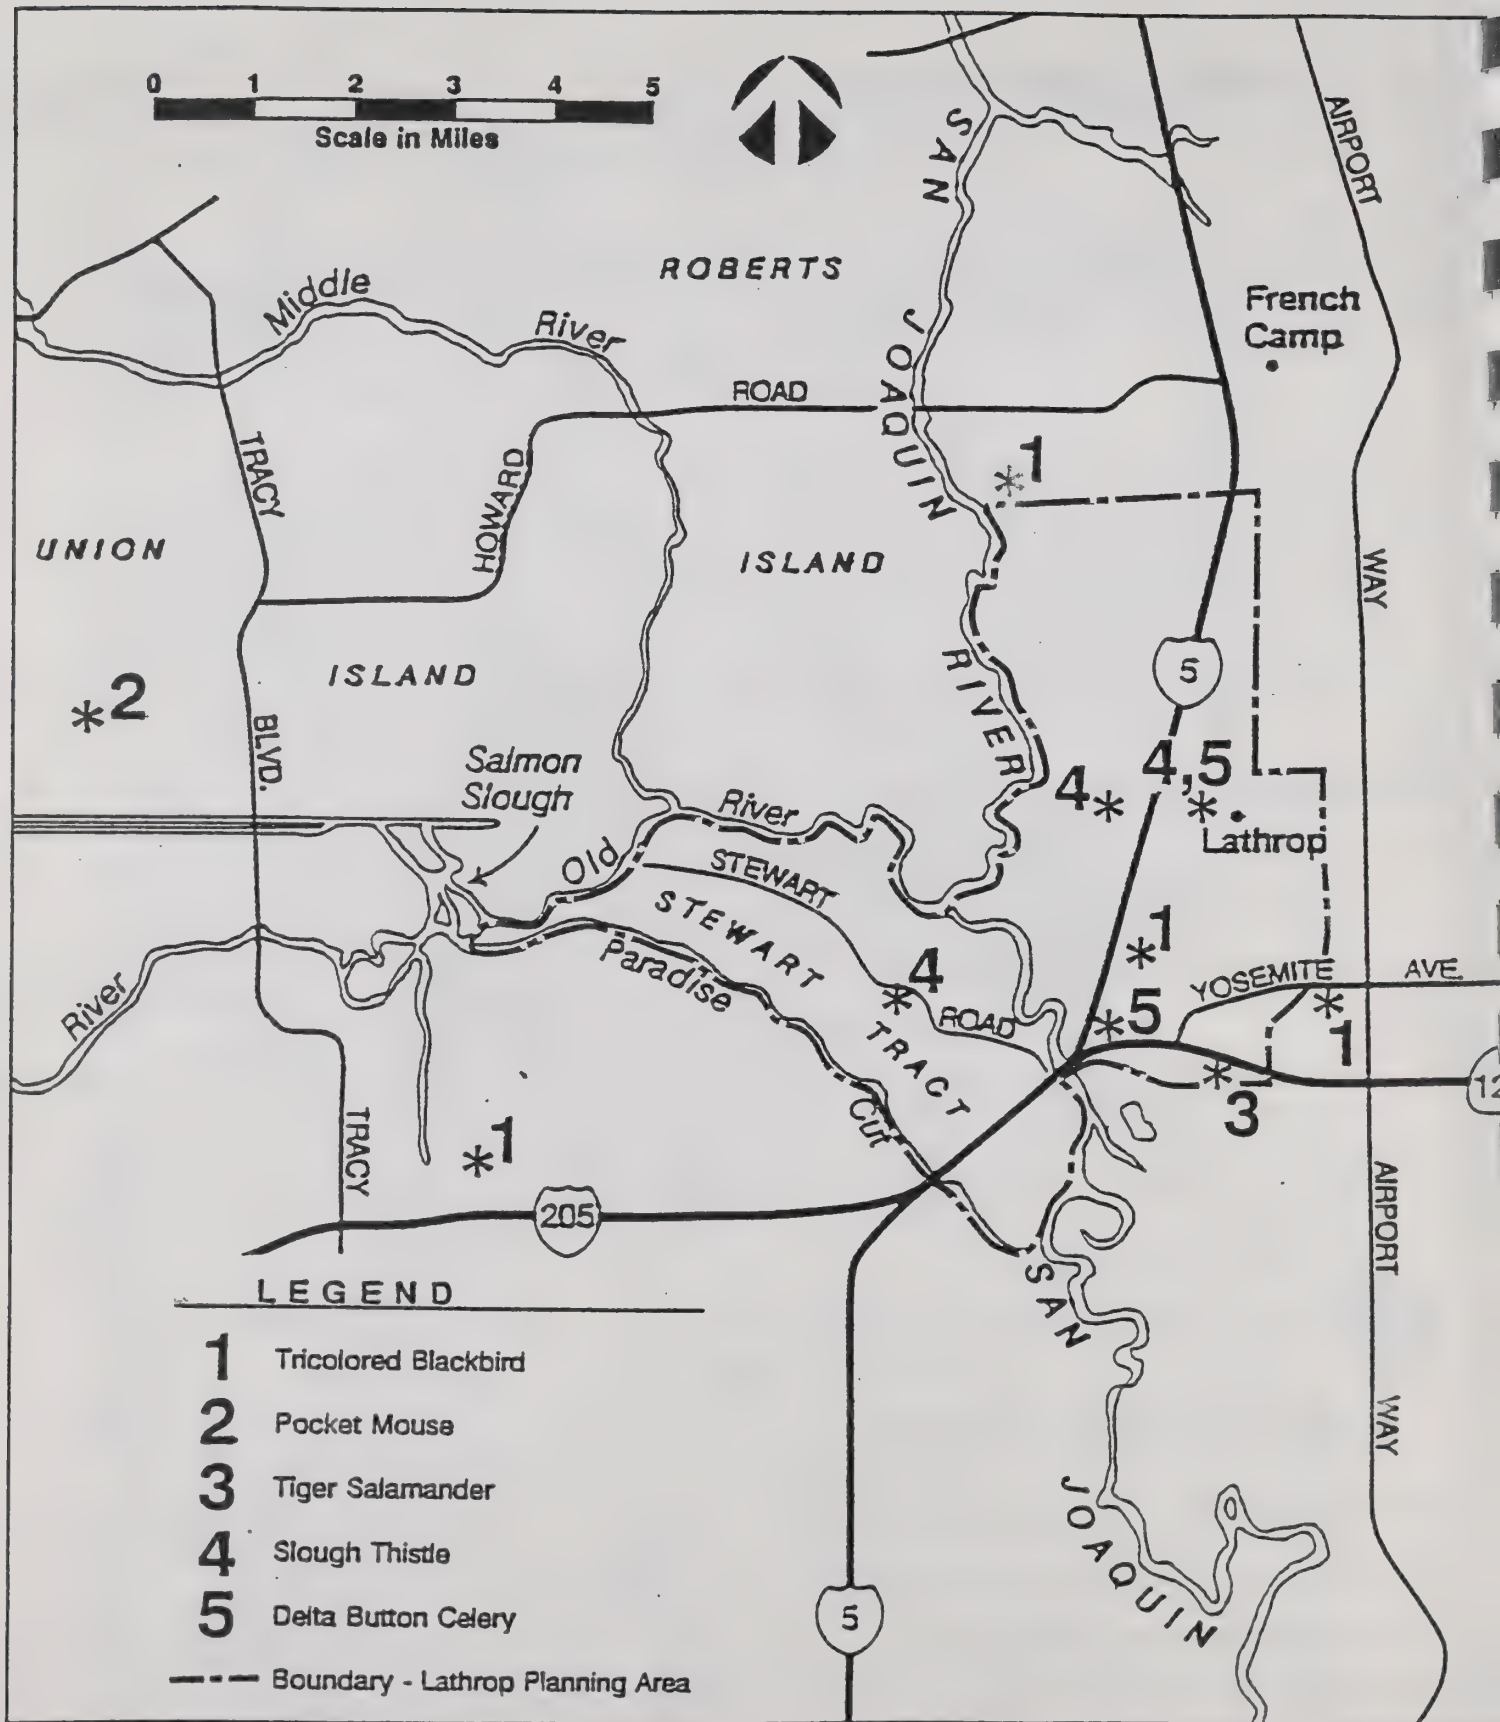 0 1 2 3 4 5
Scale in Miles
SAN
AIRPORT
ROBERTS
Middle
River
French
Camp
JOAQUIN
ROAD
TRACY
HOWARD
*1
UNION
ISLAND
WAY
ISLAND
RIVER
5
*2
BLVD.
Salmon
Slough
4*
4,5
*
Lathrop
River
Old
STEWART
STEWART
Paradise
4
*
*1
YOSEMITE AVE.
River
ROAD
*5
*
1
TRACT
*
3
12
Cut
TRACY
*1
AIRPORT
205
SAN
LEGEND
1 Tricolored Blackbird
2 Pocket Mouse
3 Tiger Salamander
4 Slough Thistle
5 Delta Button Celery
Boundary - Lathrop Planning Area
WAY
JOAQUIN
5